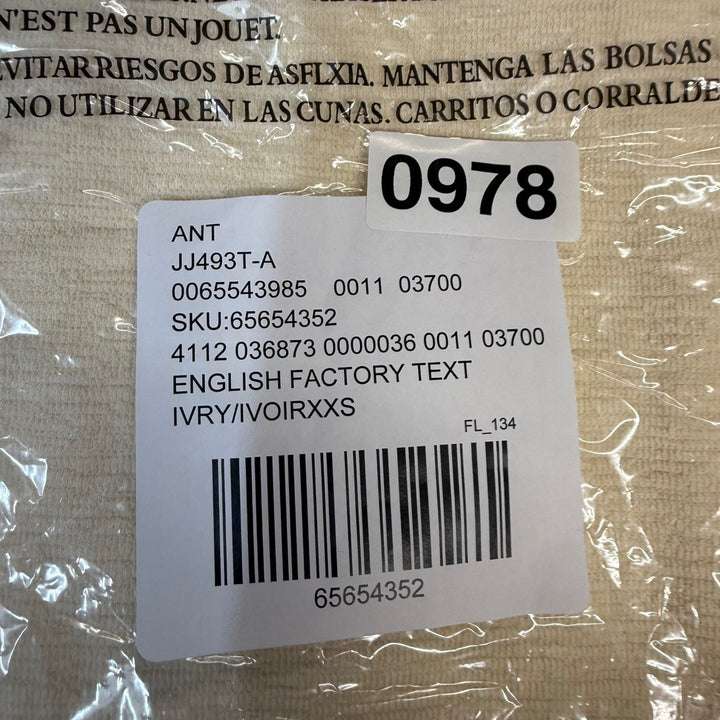 N'EST PAS UN JOUET.
EVITAR RIESGOS DE ASFLXIA. MANTENGA LAS BOLSAS
NO UTILIZAR EN LAS CUNAS. CARRITOS O CORRALDE
0978
ANT
JJ493T-A
0065543985 0011 03700
SKU:65654352
4112 036873 0000036 0011 03700
ENGLISH FACTORY TEXT
IVRY/IVOIRXXS
FL_134
65654352